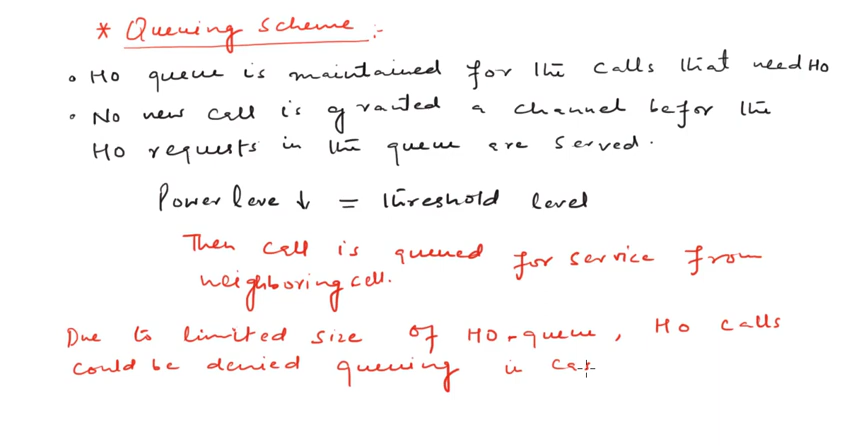 * Queuing Scheme :-
• HO queue is maintained for the calls that need HO
• No new call is granted a channel befor the
HO requests in the queue are served.
Power leve ↓ = threshold level
Then call is queued for service from
neighboring cell.
Due to limited size of HO-queue, HO calls
could be denied queuing in cas